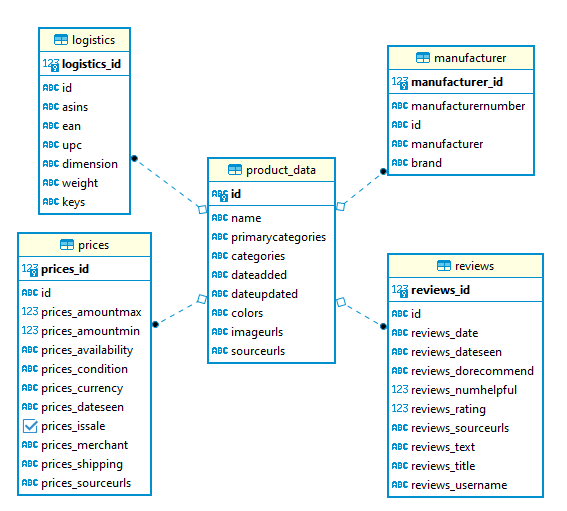 logistics
123 logistics_id
ABC id
ABC asins
ABC ean
ABC upc
ABC dimension
ABC weight
ABC keys
manufacturer
123 manufacturer_id
ABC manufacturernumber
ABC id
ABC manufacturer
ABC brand
product_data
ABC id
ABC name
ABC primarycategories
ABC categories
ABC dateadded
ABC dateupdated
ABC colors
ABC imageurls
ABC sourceurls
prices
123 prices_id
ABC id
123 prices_amountmax
123 prices_amountmin
ABC prices_availability
ABC prices_condition
ABC prices_currency
ABC prices_dateseen
prices_issale
ABC prices_merchant
ABC prices_shipping
ABC prices_sourceurls
reviews
123 reviews_id
ABC id
ABC reviews_date
ABC reviews_dateseen
ABC reviews_dorecommend
123 reviews_numhelpful
123 reviews_rating
ABC reviews_sourceurls
ABC reviews_text
ABC reviews_title
ABC reviews_username